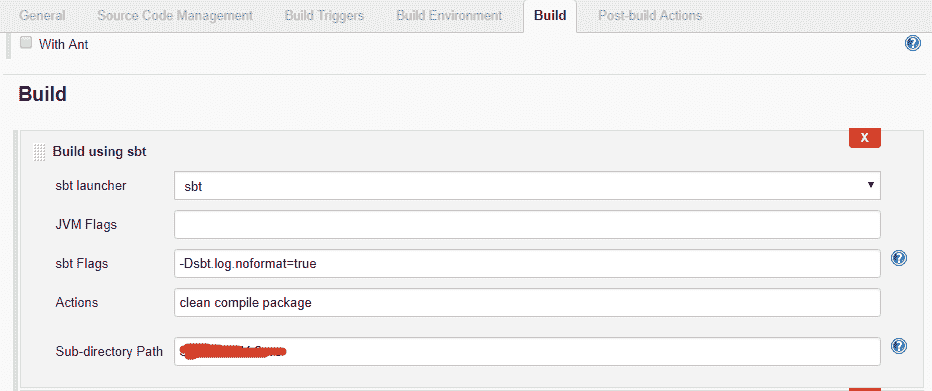 General Source Code Management Build Triggers Build Environment Build Post-build Actions
With Ant
Build
X
Build using sbt
sbt launcher sbt
JVM Flags
sbt Flags -Dsbt.log.noformat=true
Actions clean compile package
Sub-directory Path